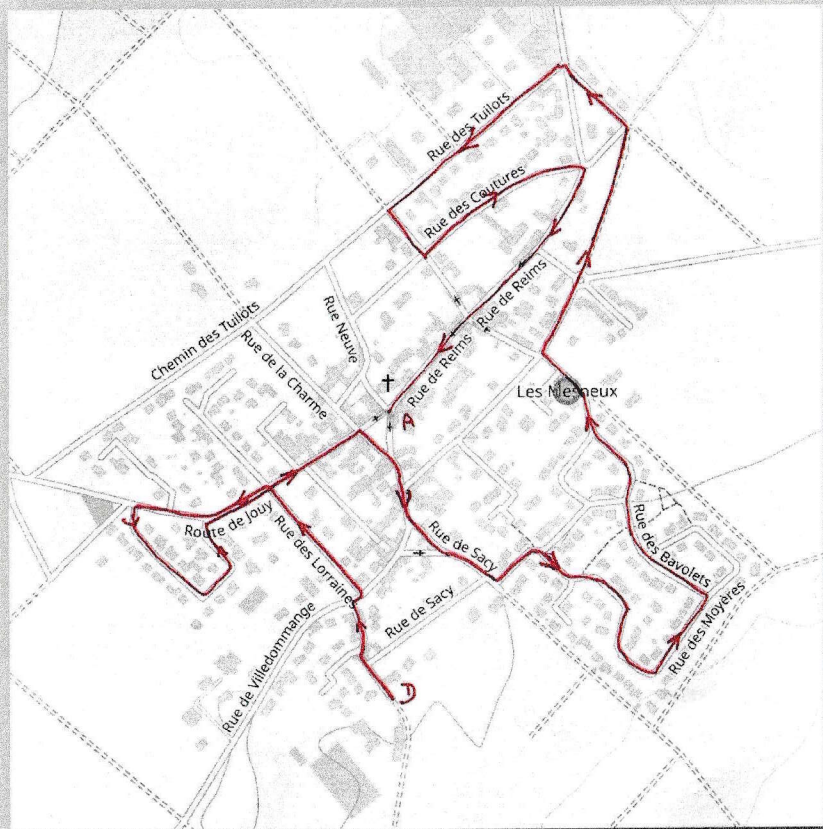 Rue des Tuilots
Rue des Coutures
Rue de Reims
Rue Neuve
Chemin des Tuilots
Rue de la Charme
Rue de Reims
Les Mesneux
A
Route de Jouy
Rue des Lorraines
Rue de Sacy
Rue des Bavolets
Rue de Sacy
Rue des Moyères
Rue de Villedommange
D